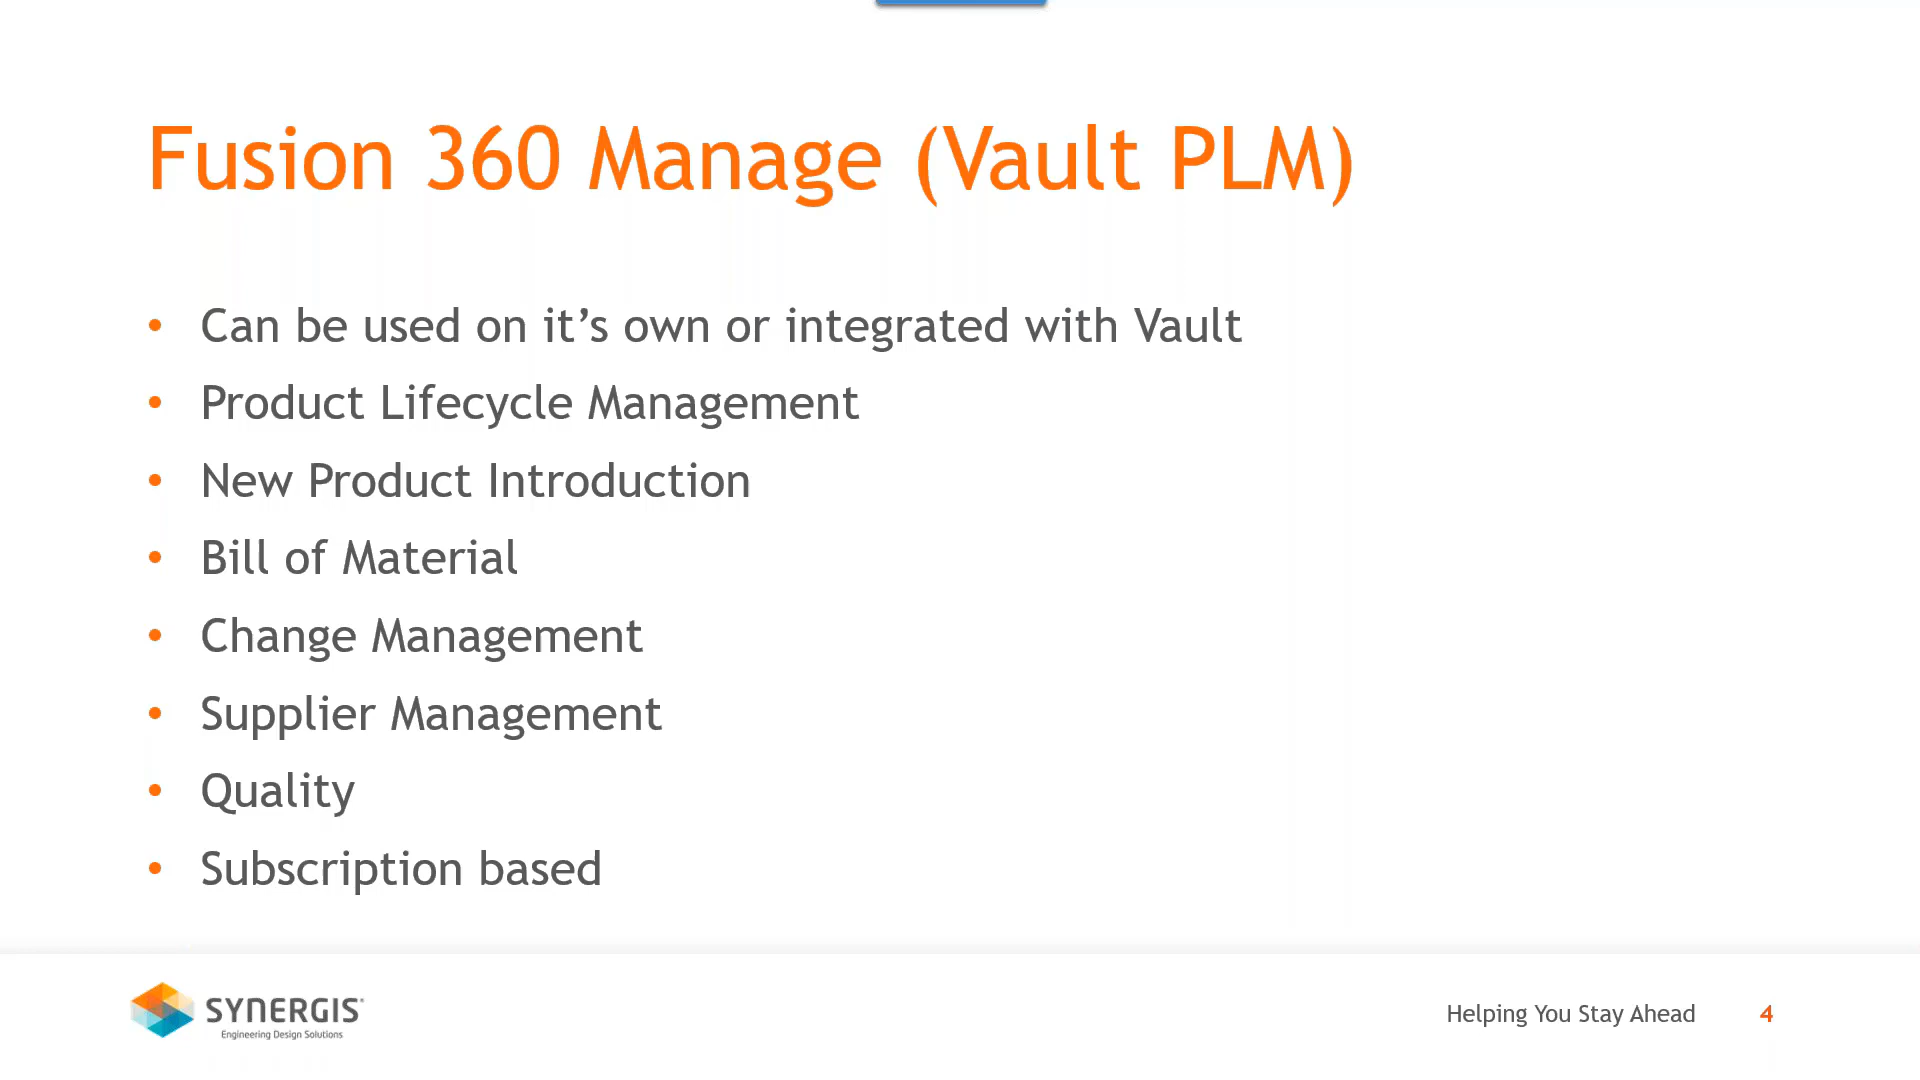 Fusion 360 Manage (Vault PLM)
• Can be used on it’s own or integrated with Vault
• Product Lifecycle Management
• New Product Introduction
• Bill of Material
• Change Management
• Supplier Management
• Quality
• Subscription based
SYNERGIS
Engineering Design Solutions
Helping You Stay Ahead 4